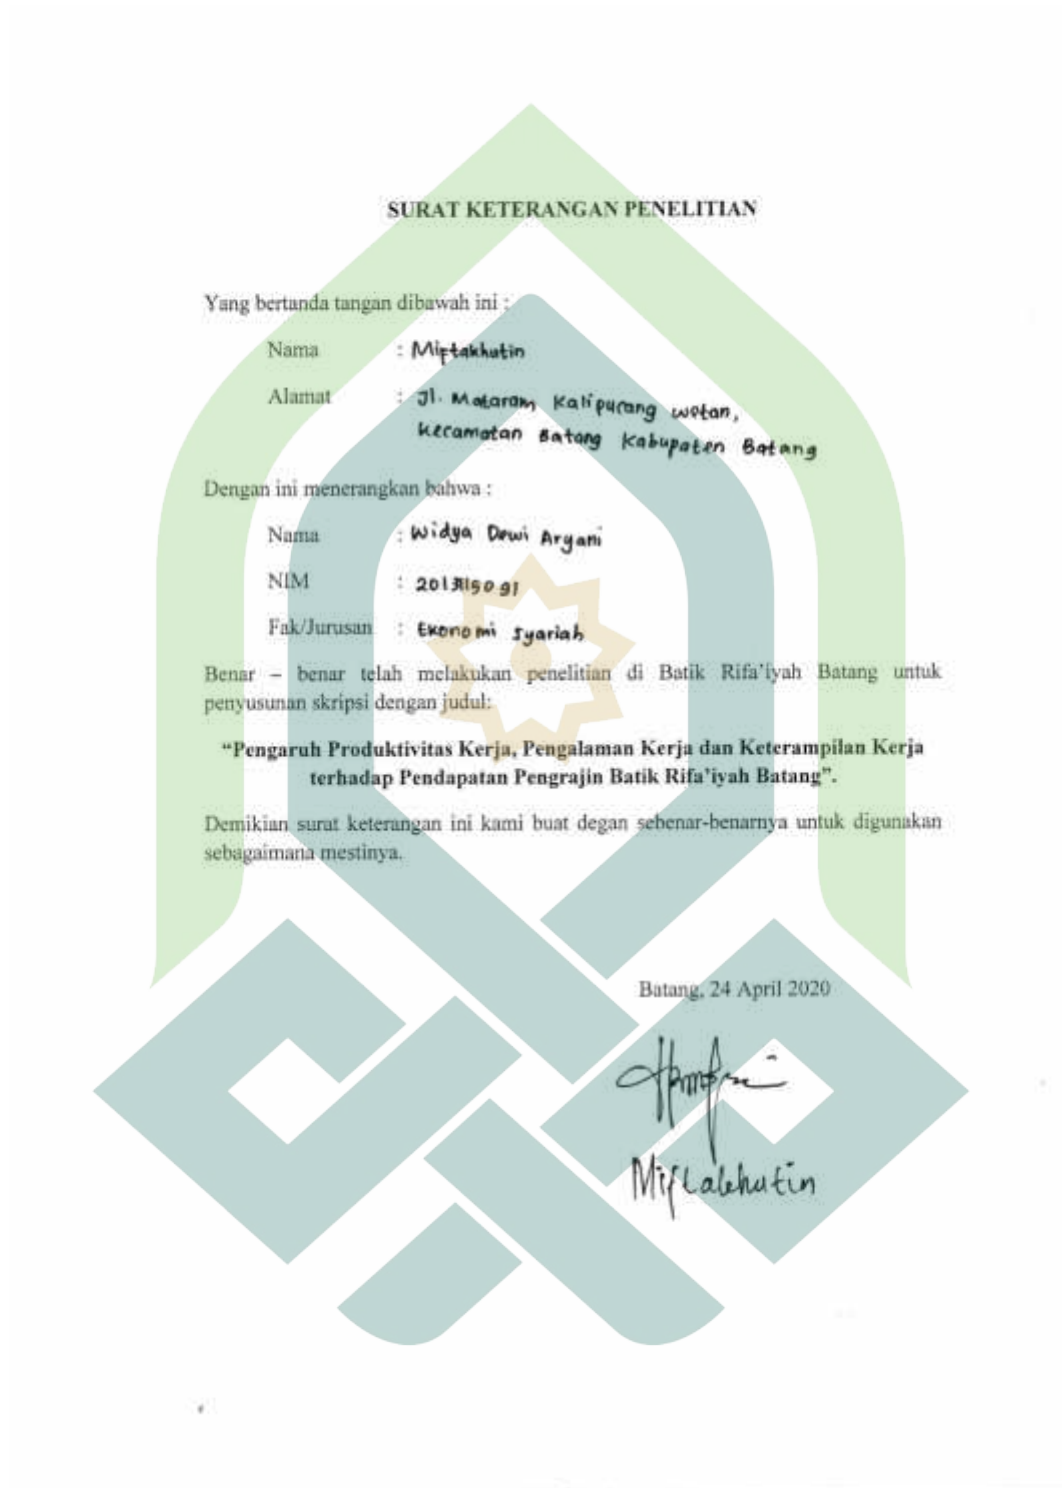 SURAT KETERANGAN PENELITIAN
Yang bertanda tangan dibawah ini :
Nama : Miftakhutin
Alamat : Jl. Mataram Kalipucang wetan,
Kecamatan Batang Kabupaten Batang
Dengan ini menerangkan bahwa :
Nama : Widya Dewi Aryani
NIM :
Fak/Jurusan : Ekonomi Syariah
Benar – benar telah melakukan penelitian di Batik Rifa'iyah Batang untuk
penyusunan skripsi dengan judul:
“Pengaruh Produktivitas Kerja, Pengalaman Kerja dan Keterampilan Kerja
terhadap Pendapatan Pengrajin Batik Rifa'iyah Batang”.
Demikian surat keterangan ini kami buat degan sebenar-benarnya untuk digunakan
sebagaimana mestinya.
Batang, 24 April 2020
Miftakhutin